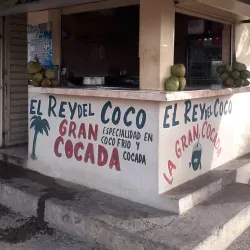 EL REY DEL COCO
GRAN
COCADA
ESPECIALIDAD EN
COCO FRIO Y
COCADA
EL REY DEL COCO
LA GRAN COCADA